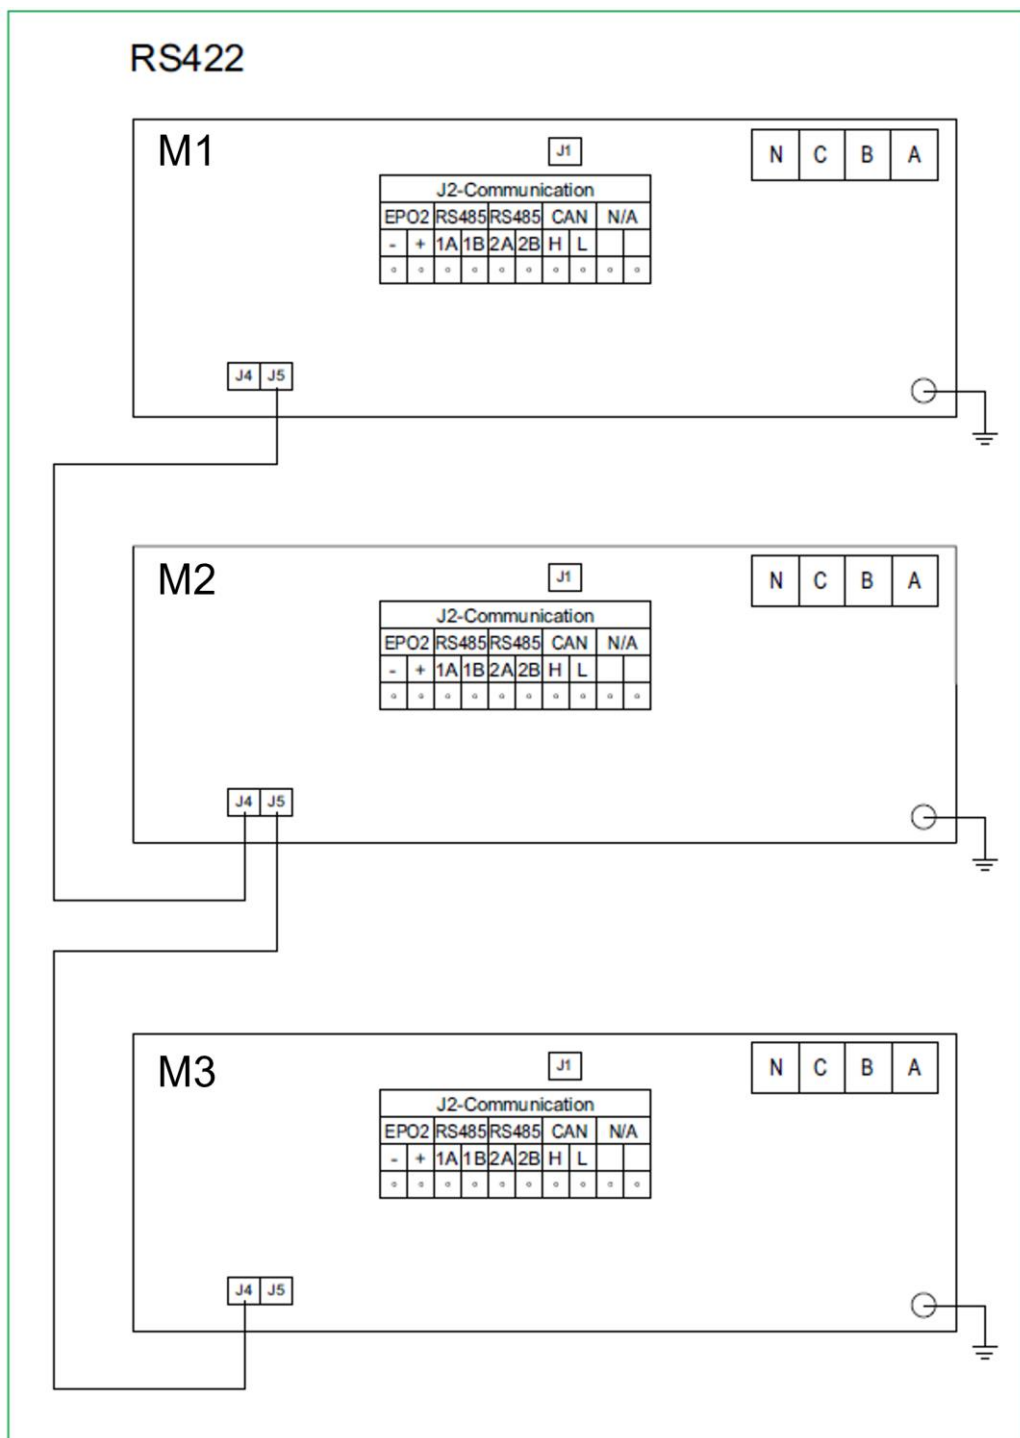 RS422
M1
J1
N C B A
J2-Communication
EPO2 RS485 RS485 CAN N/A
- + 1A 1B 2A 2B H L
J4 J5
M2
J1
N C B A
J2-Communication
EPO2 RS485 RS485 CAN N/A
- + 1A 1B 2A 2B H L
J4 J5
M3
J1
N C B A
J2-Communication
EPO2 RS485 RS485 CAN N/A
- + 1A 1B 2A 2B H L
J4 J5